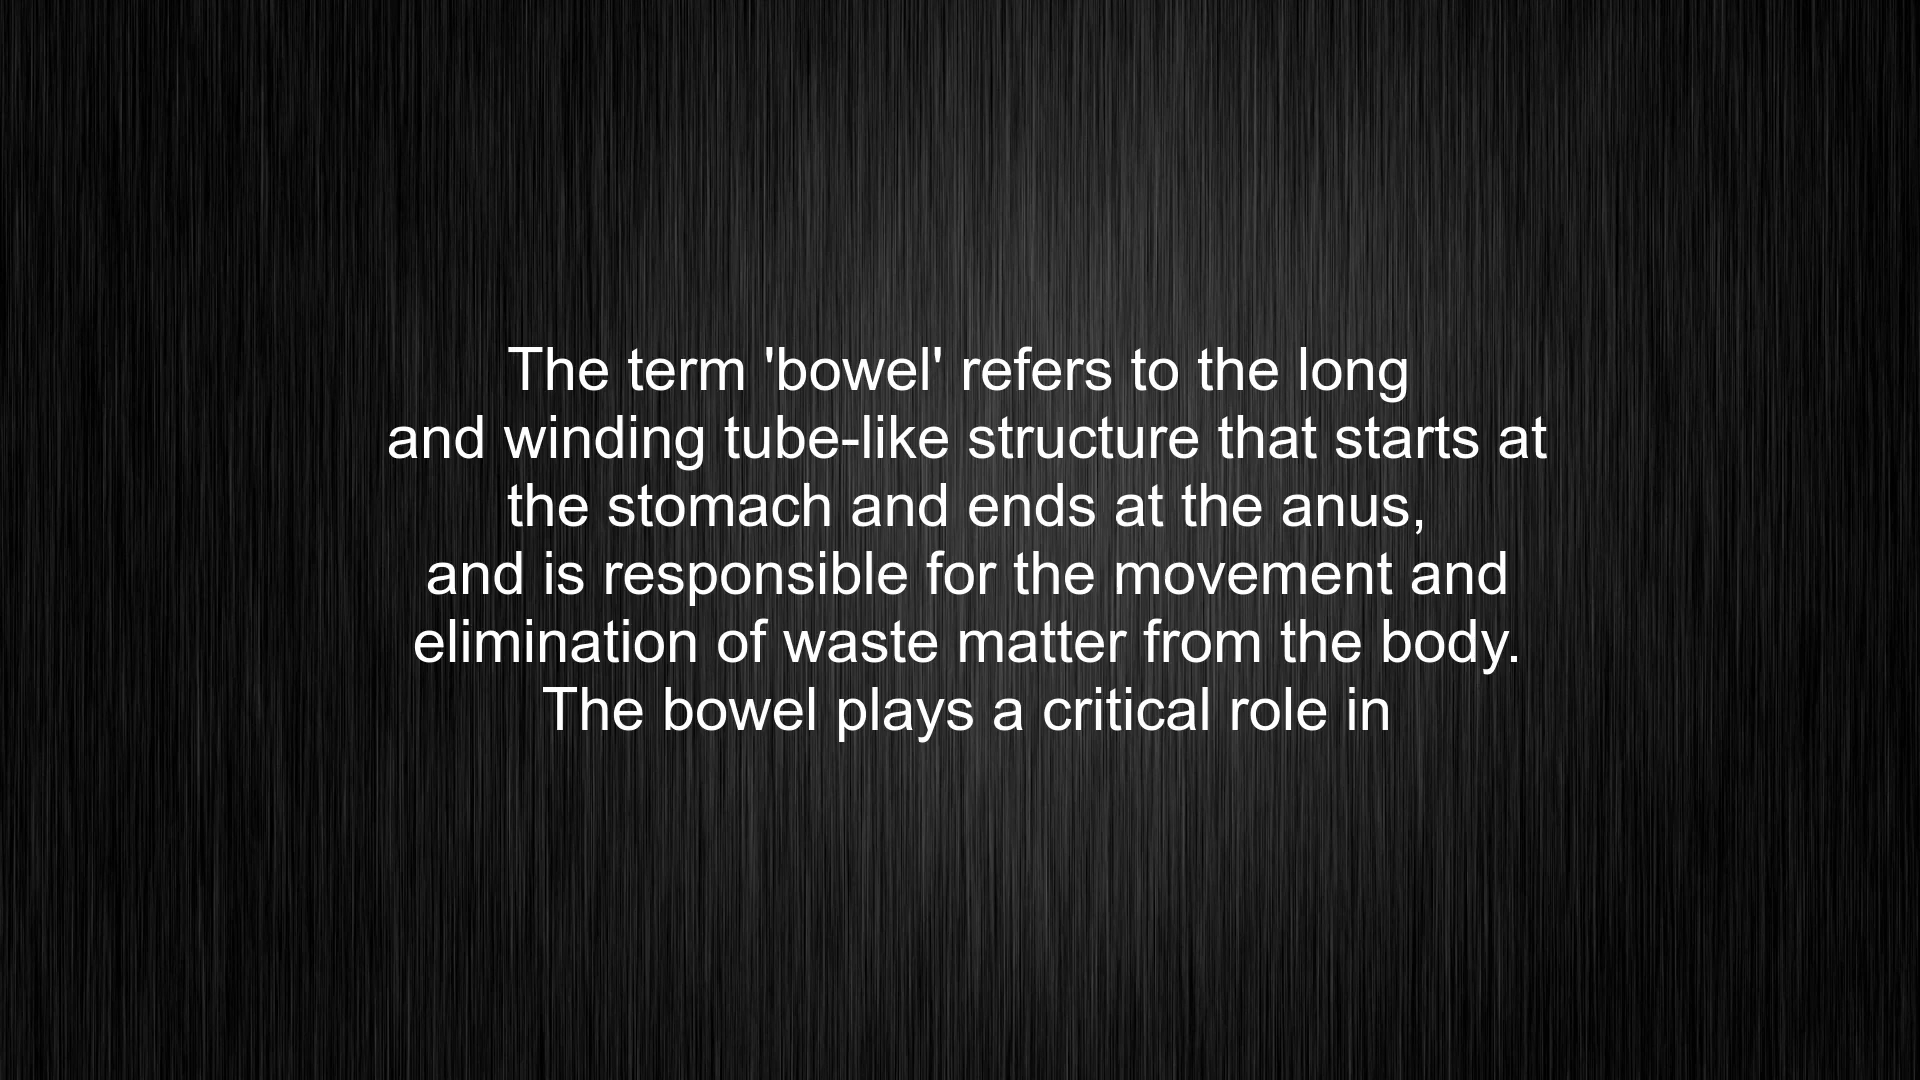 The term 'bowel' refers to the long
and winding tube-like structure that starts at
the stomach and ends at the anus,
and is responsible for the movement and
elimination of waste matter from the body.
The bowel plays a critical role in